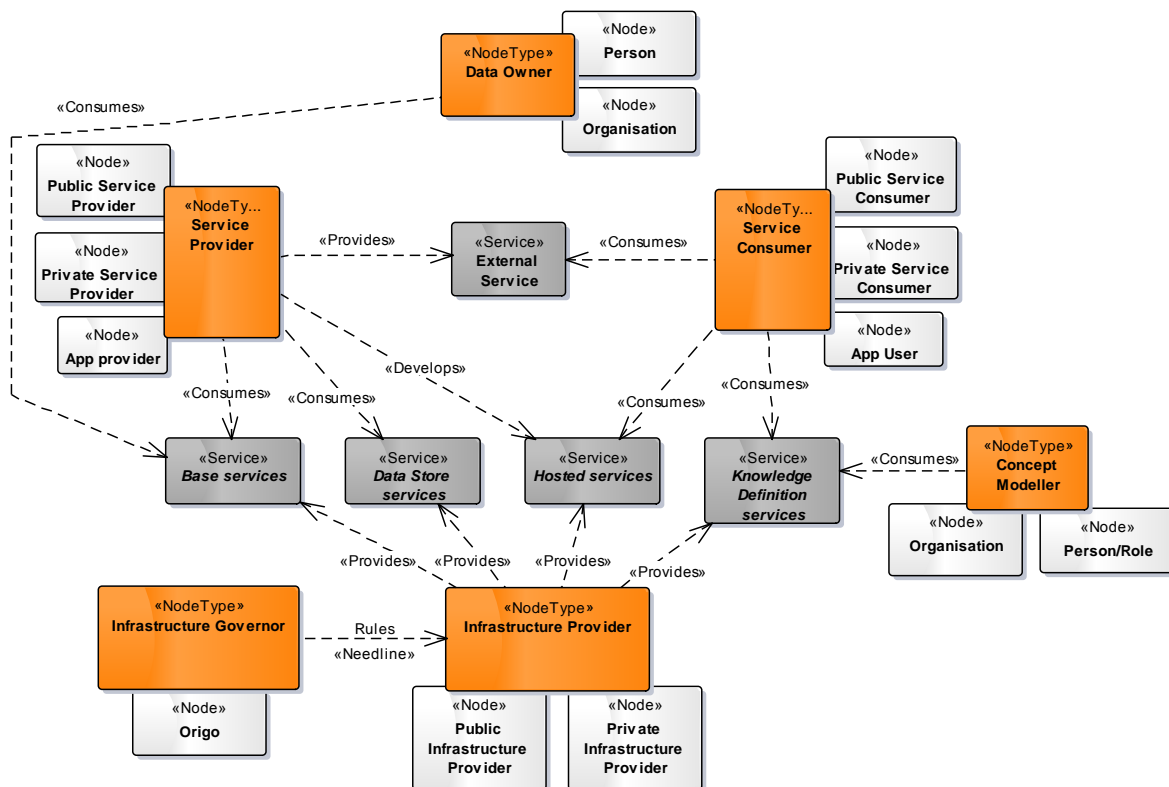 «NodeType»
Data Owner
«Node»
Person
«Node»
Organisation
«Consumes»
«Node»
Public Service
Provider
«NodeTy...
Service
Provider
«Node»
Private Service
Provider
«Node»
App provider
«Provides»
«Service»
External
Service
«Consumes»
«NodeTy...
Service
Consumer
«Node»
Public Service
Consumer
«Node»
Private Service
Consumer
«Node»
App User
«Consumes»
«Consumes»
«Develops»
«Consumes»
«Consumes»
«Service»
Base services
«Service»
Data Store
services
«Service»
Hosted services
«Service»
Knowledge
Definition
services
«Consumes»
«NodeType»
Concept
Modeller
«Node»
Organisation
«Node»
Person/Role
«Provides»
«Provides»
«Provides»
«Provides»
«NodeType»
Infrastructure Governor
Rules
«Needline»
«NodeType»
Infrastructure Provider
«Node»
Origo
«Node»
Public
Infrastructure
Provider
«Node»
Private
Infrastructure
Provider